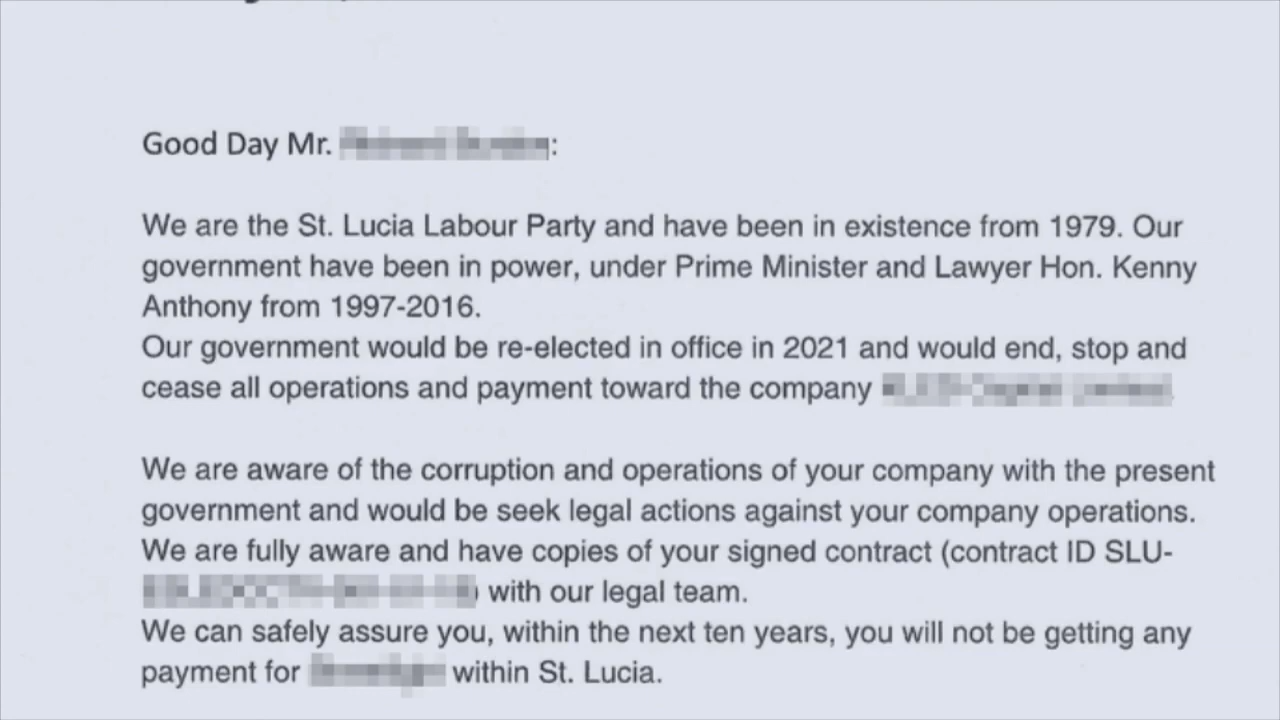 Good Day Mr. :
We are the St. Lucia Labour Party and have been in existence from 1979. Our
government have been in power, under Prime Minister and Lawyer Hon. Kenny
Anthony from 1997-2016.
Our government would be re-elected in office in 2021 and would end, stop and
cease all operations and payment toward the company
We are aware of the corruption and operations of your company with the present
government and would be seek legal actions against your company operations.
We are fully aware and have copies of your signed contract (contract ID SLU-
) with our legal team.
We can safely assure you, within the next ten years, you will not be getting any
payment for within St. Lucia.